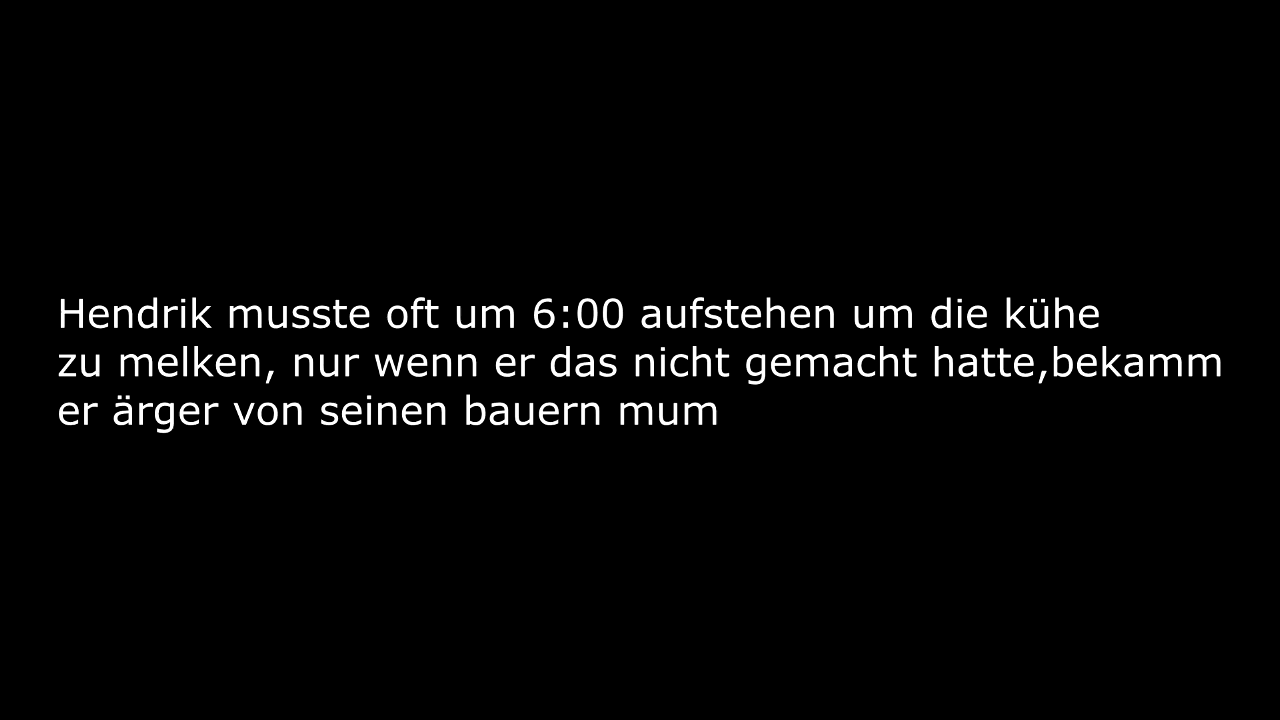 Hendrik musste oft um 6:00 aufstehen um die kühe
zu melken, nur wenn er das nicht gemacht hatte,bekamm
er ärger von seinen bauern mum